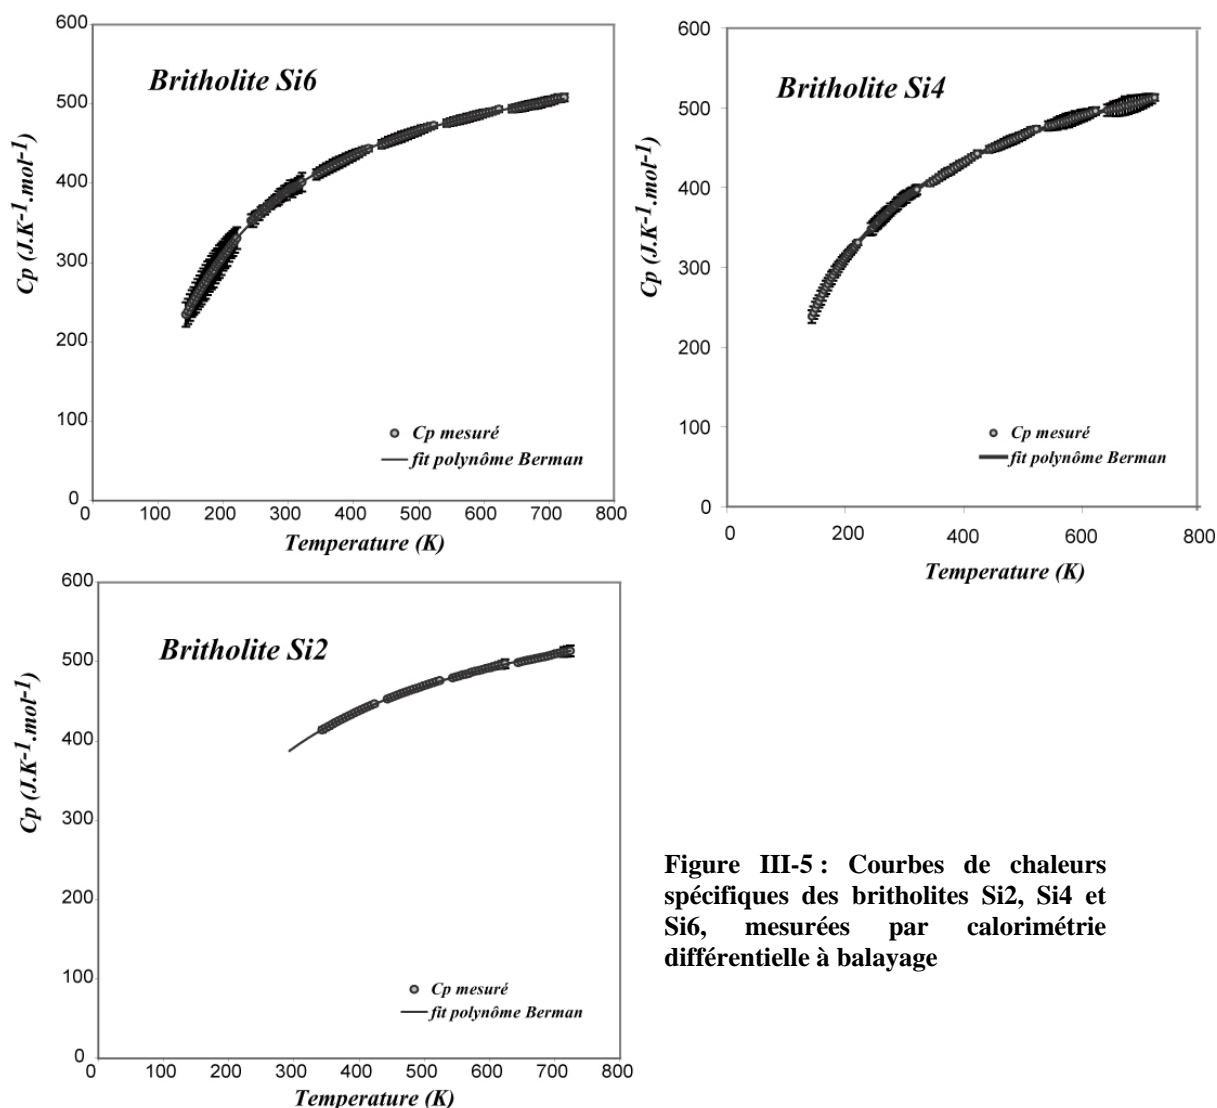 Britholite Si6
Cp (J.K-1.mol-1)
600
500
400
300
200
100
0
0 100 200 300 400 500 600 700 800
Temperature (K)
Cp mesuré
fit polynôme Berman
Britholite Si4
Cp (J.K-1.mol-1)
600
500
400
300
200
100
0
0 200 400 600 800
Temperature (K)
Cp mesuré
fit polynôme Berman
Britholite Si2
Cp (J.K-1.mol-1)
600
500
400
300
200
100
0
0 100 200 300 400 500 600 700 800
Temperature (K)
Cp mesuré
fit polynôme Berman
Figure III-5 : Courbes de chaleurs
spécifiques des britholites Si2, Si4 et
Si6, mesurées par calorimétrie
différentielle à balayage